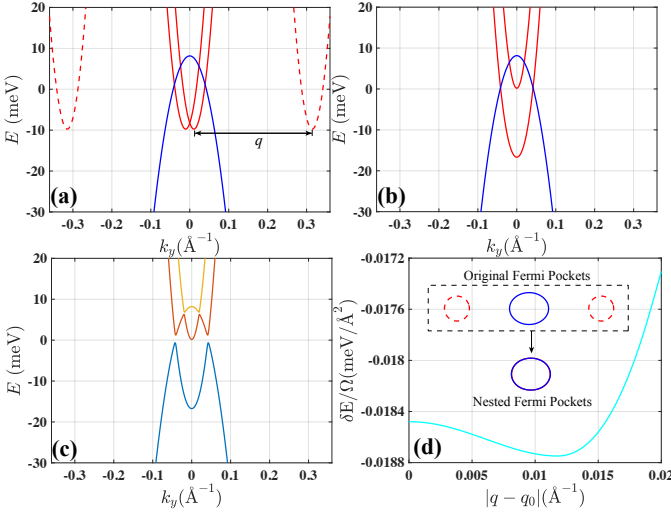 20
10
0
-10
-20
-30
E (meV)
-0.3 -0.2 -0.1 0 0.1 0.2 0.3
k_y(Å⁻¹)
q
(a)
20
10
0
-10
-20
-30
E (meV)
-0.3 -0.2 -0.1 0 0.1 0.2 0.3
k_y(Å⁻¹)
(b)
20
10
0
-10
-20
-30
E (meV)
-0.3 -0.2 -0.1 0 0.1 0.2 0.3
k_y(Å⁻¹)
(c)
-0.0172
-0.0176
-0.018
-0.0184
-0.0188
δE/Ω(meV/Å²)
Original Fermi Pockets
Nested Fermi Pockets
(d)
0 0.005 0.01 0.015 0.02
|q − q₀|(Å⁻¹)